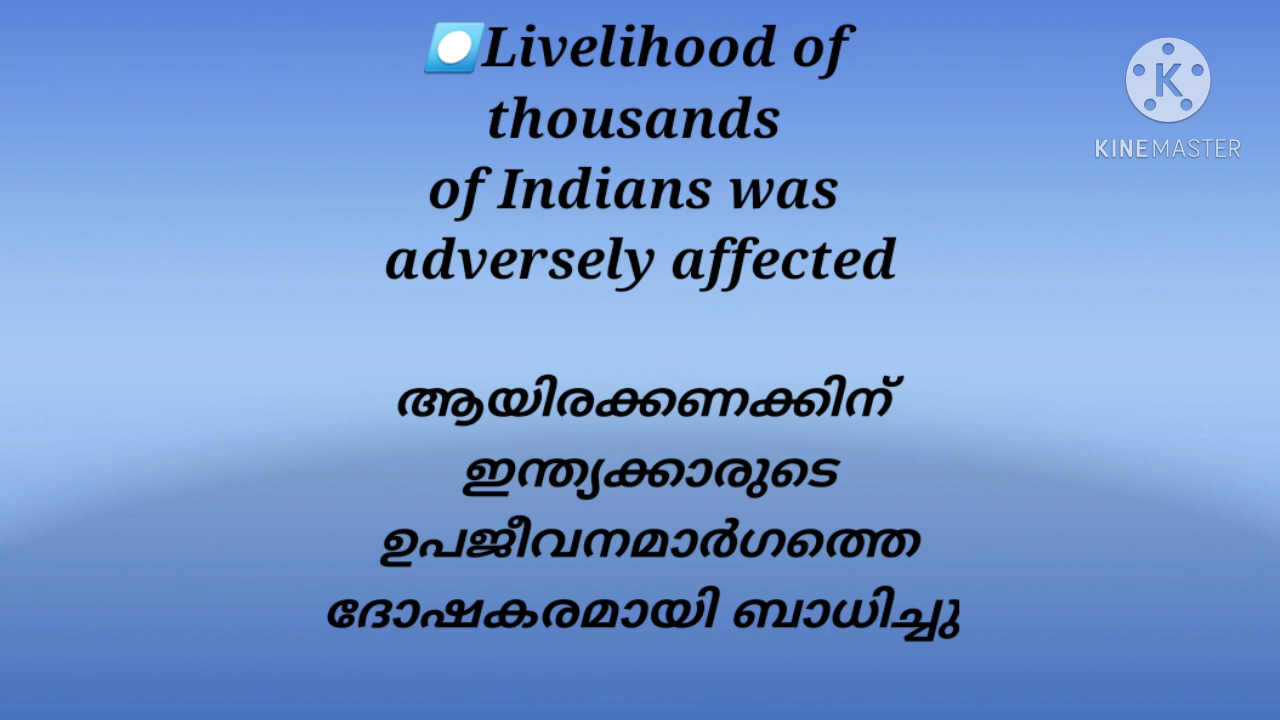 Livelihood of
thousands
of Indians was
adversely affected
ആയിരക്കണക്കിന്
ഇന്ത്യക്കാരുടെ
ഉപജീവനമാർഗത്തെ
ദോഷകരമായി ബാധിച്ചു
K
KINEMASTER